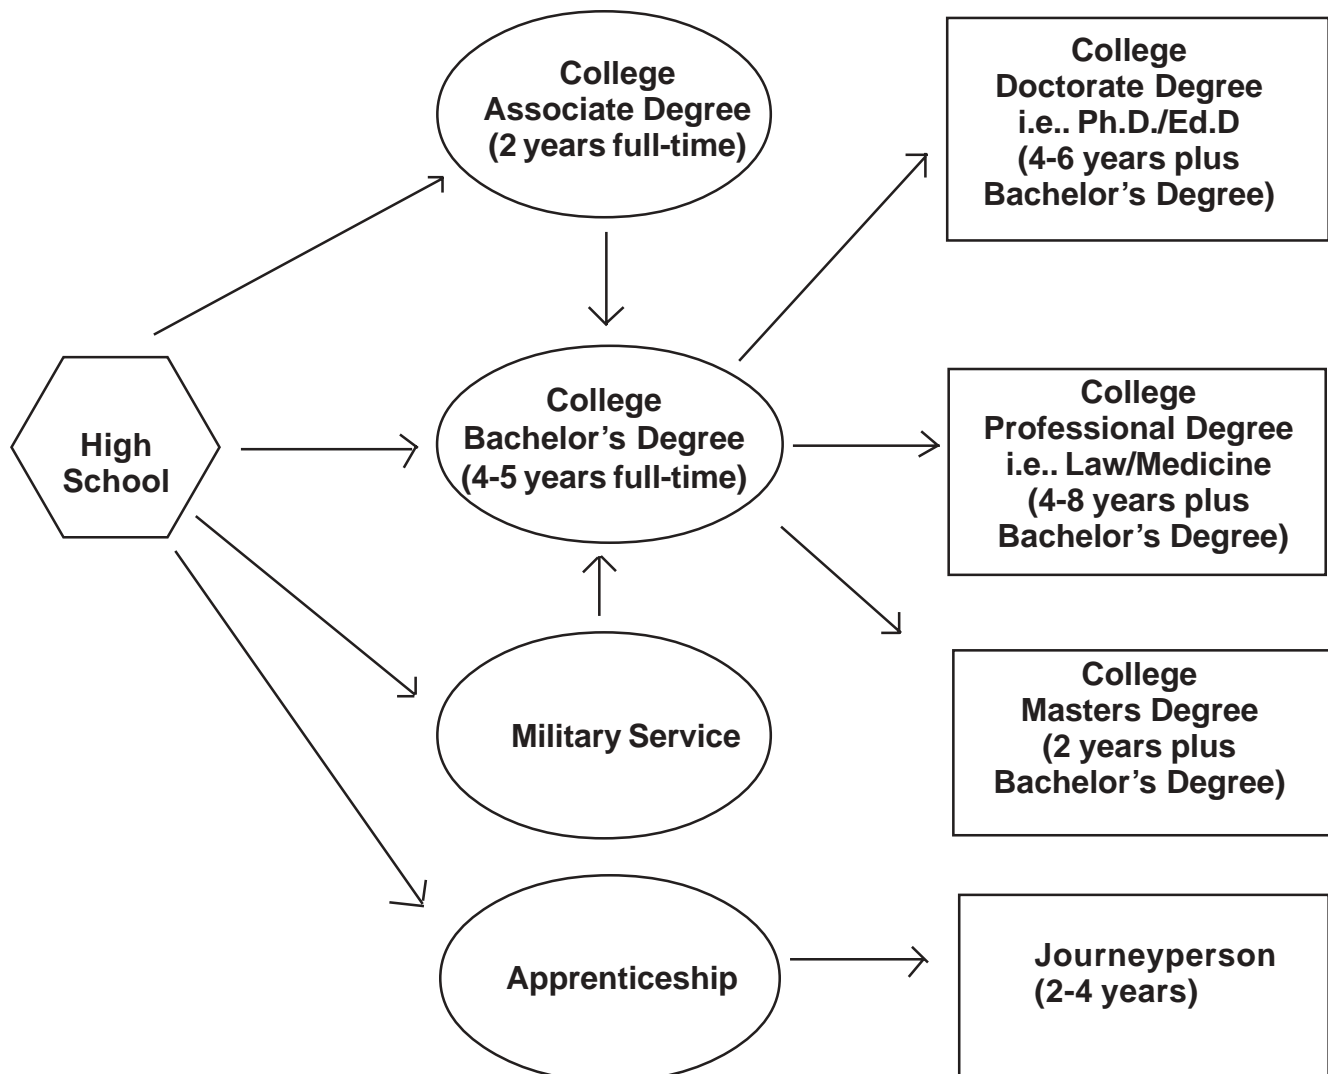 College
Associate Degree
(2 years full-time)
College
Doctorate Degree
i.e.. Ph.D./Ed.D
(4-6 years plus
Bachelor’s Degree)
High
School
College
Bachelor’s Degree
(4-5 years full-time)
College
Professional Degree
i.e.. Law/Medicine
(4-8 years plus
Bachelor’s Degree)
Military Service
College
Masters Degree
(2 years plus
Bachelor’s Degree)
Apprenticeship
Journeyperson
(2-4 years)